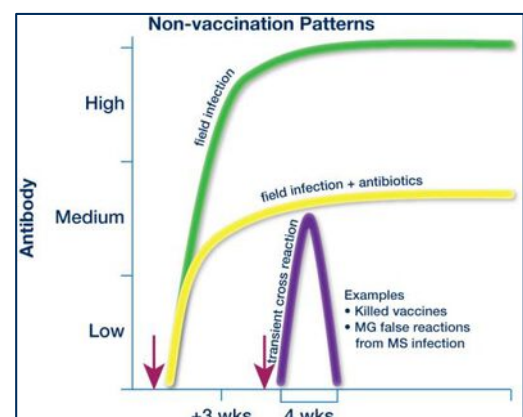 Non-vaccination Patterns
High
Medium
Low
Antibody
field infection
field infection + antibiotics
transient cross reaction
Examples
• Killed vaccines
• MG false reactions
from MS infection
+3 wks
4 wks